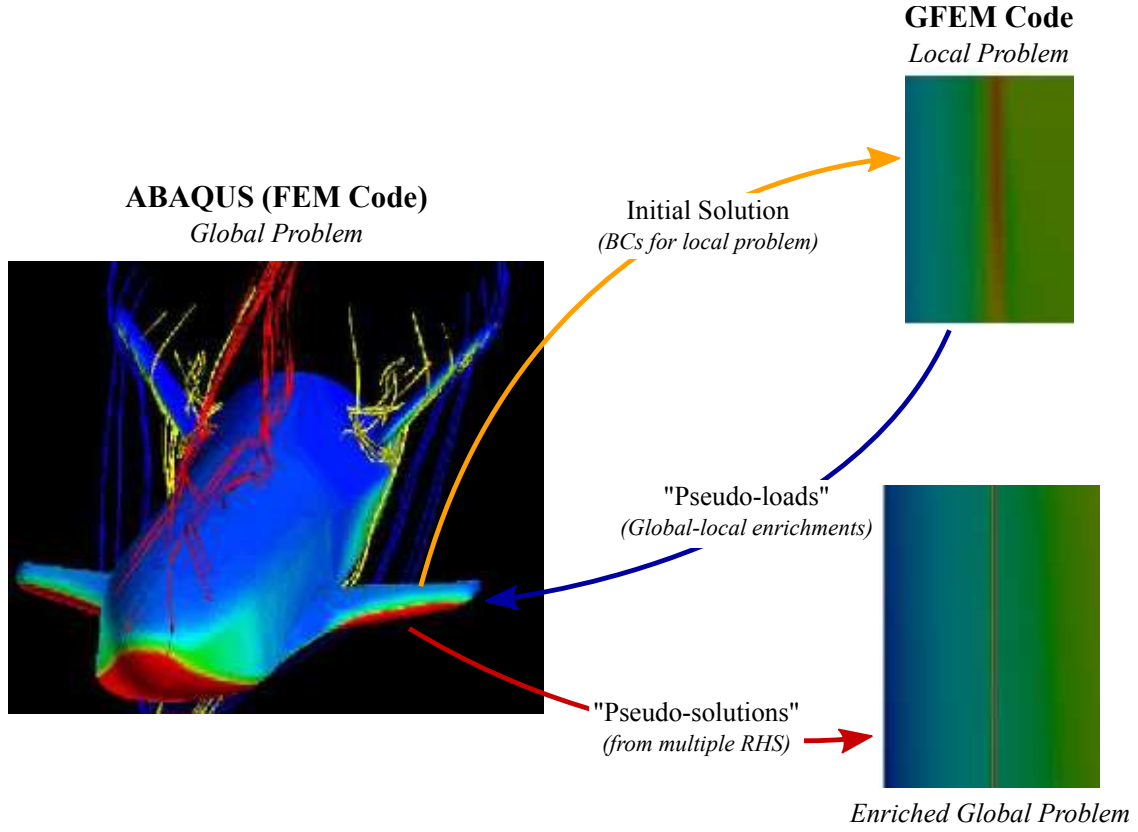 GFEM Code
Local Problem
ABAQUS (FEM Code)
Global Problem
Initial Solution
(BCs for local problem)
"Pseudo-loads"
(Global-local enrichments)
"Pseudo-solutions"
(from multiple RHS)
Enriched Global Problem